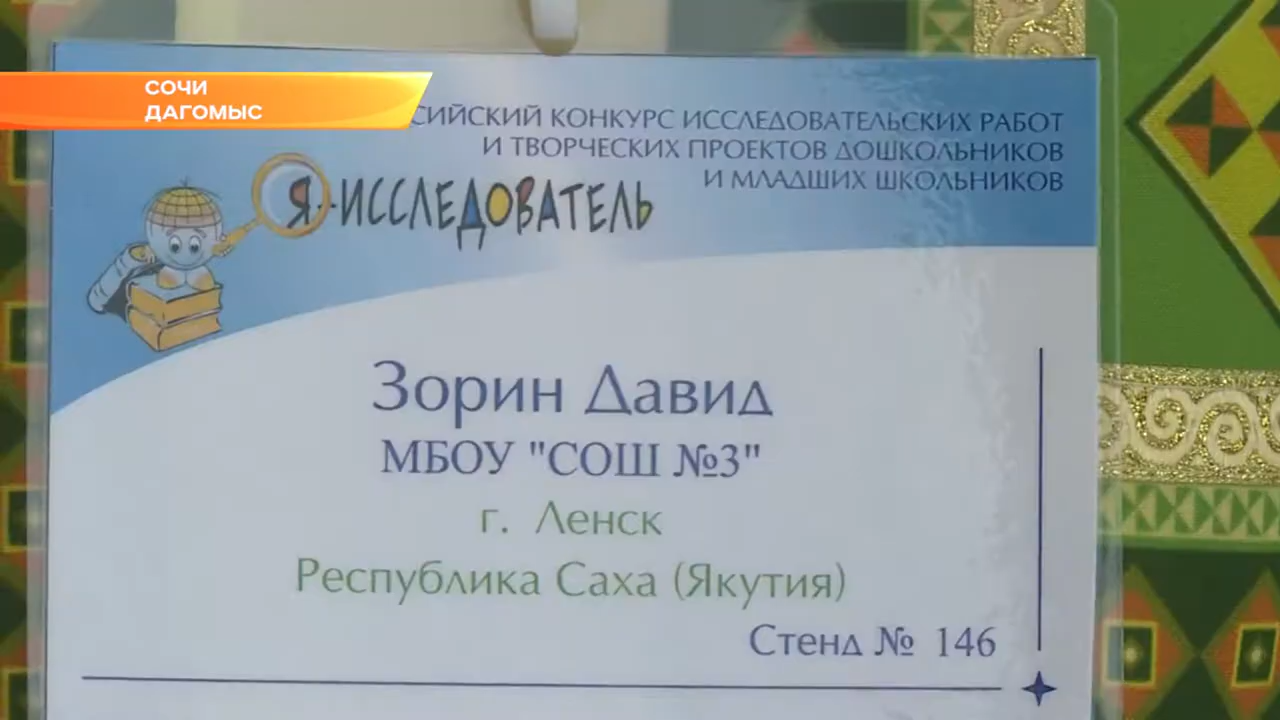 СОЧИ
ДАГОМЫС
СИЙСКИЙ КОНКУРС ИССЛЕДОВАТЕЛЬСКИХ РАБОТ
И ТВОРЧЕСКИХ ПРОЕКТОВ ДОШКОЛЬНИКОВ
И МЛАДШИХ ШКОЛЬНИКОВ
Я-ИССЛЕДОВАТЕЛЬ
Зорин Давид
МБОУ "СОШ №3"
г. Ленск
Республика Саха (Якутия)
Стенд № 146